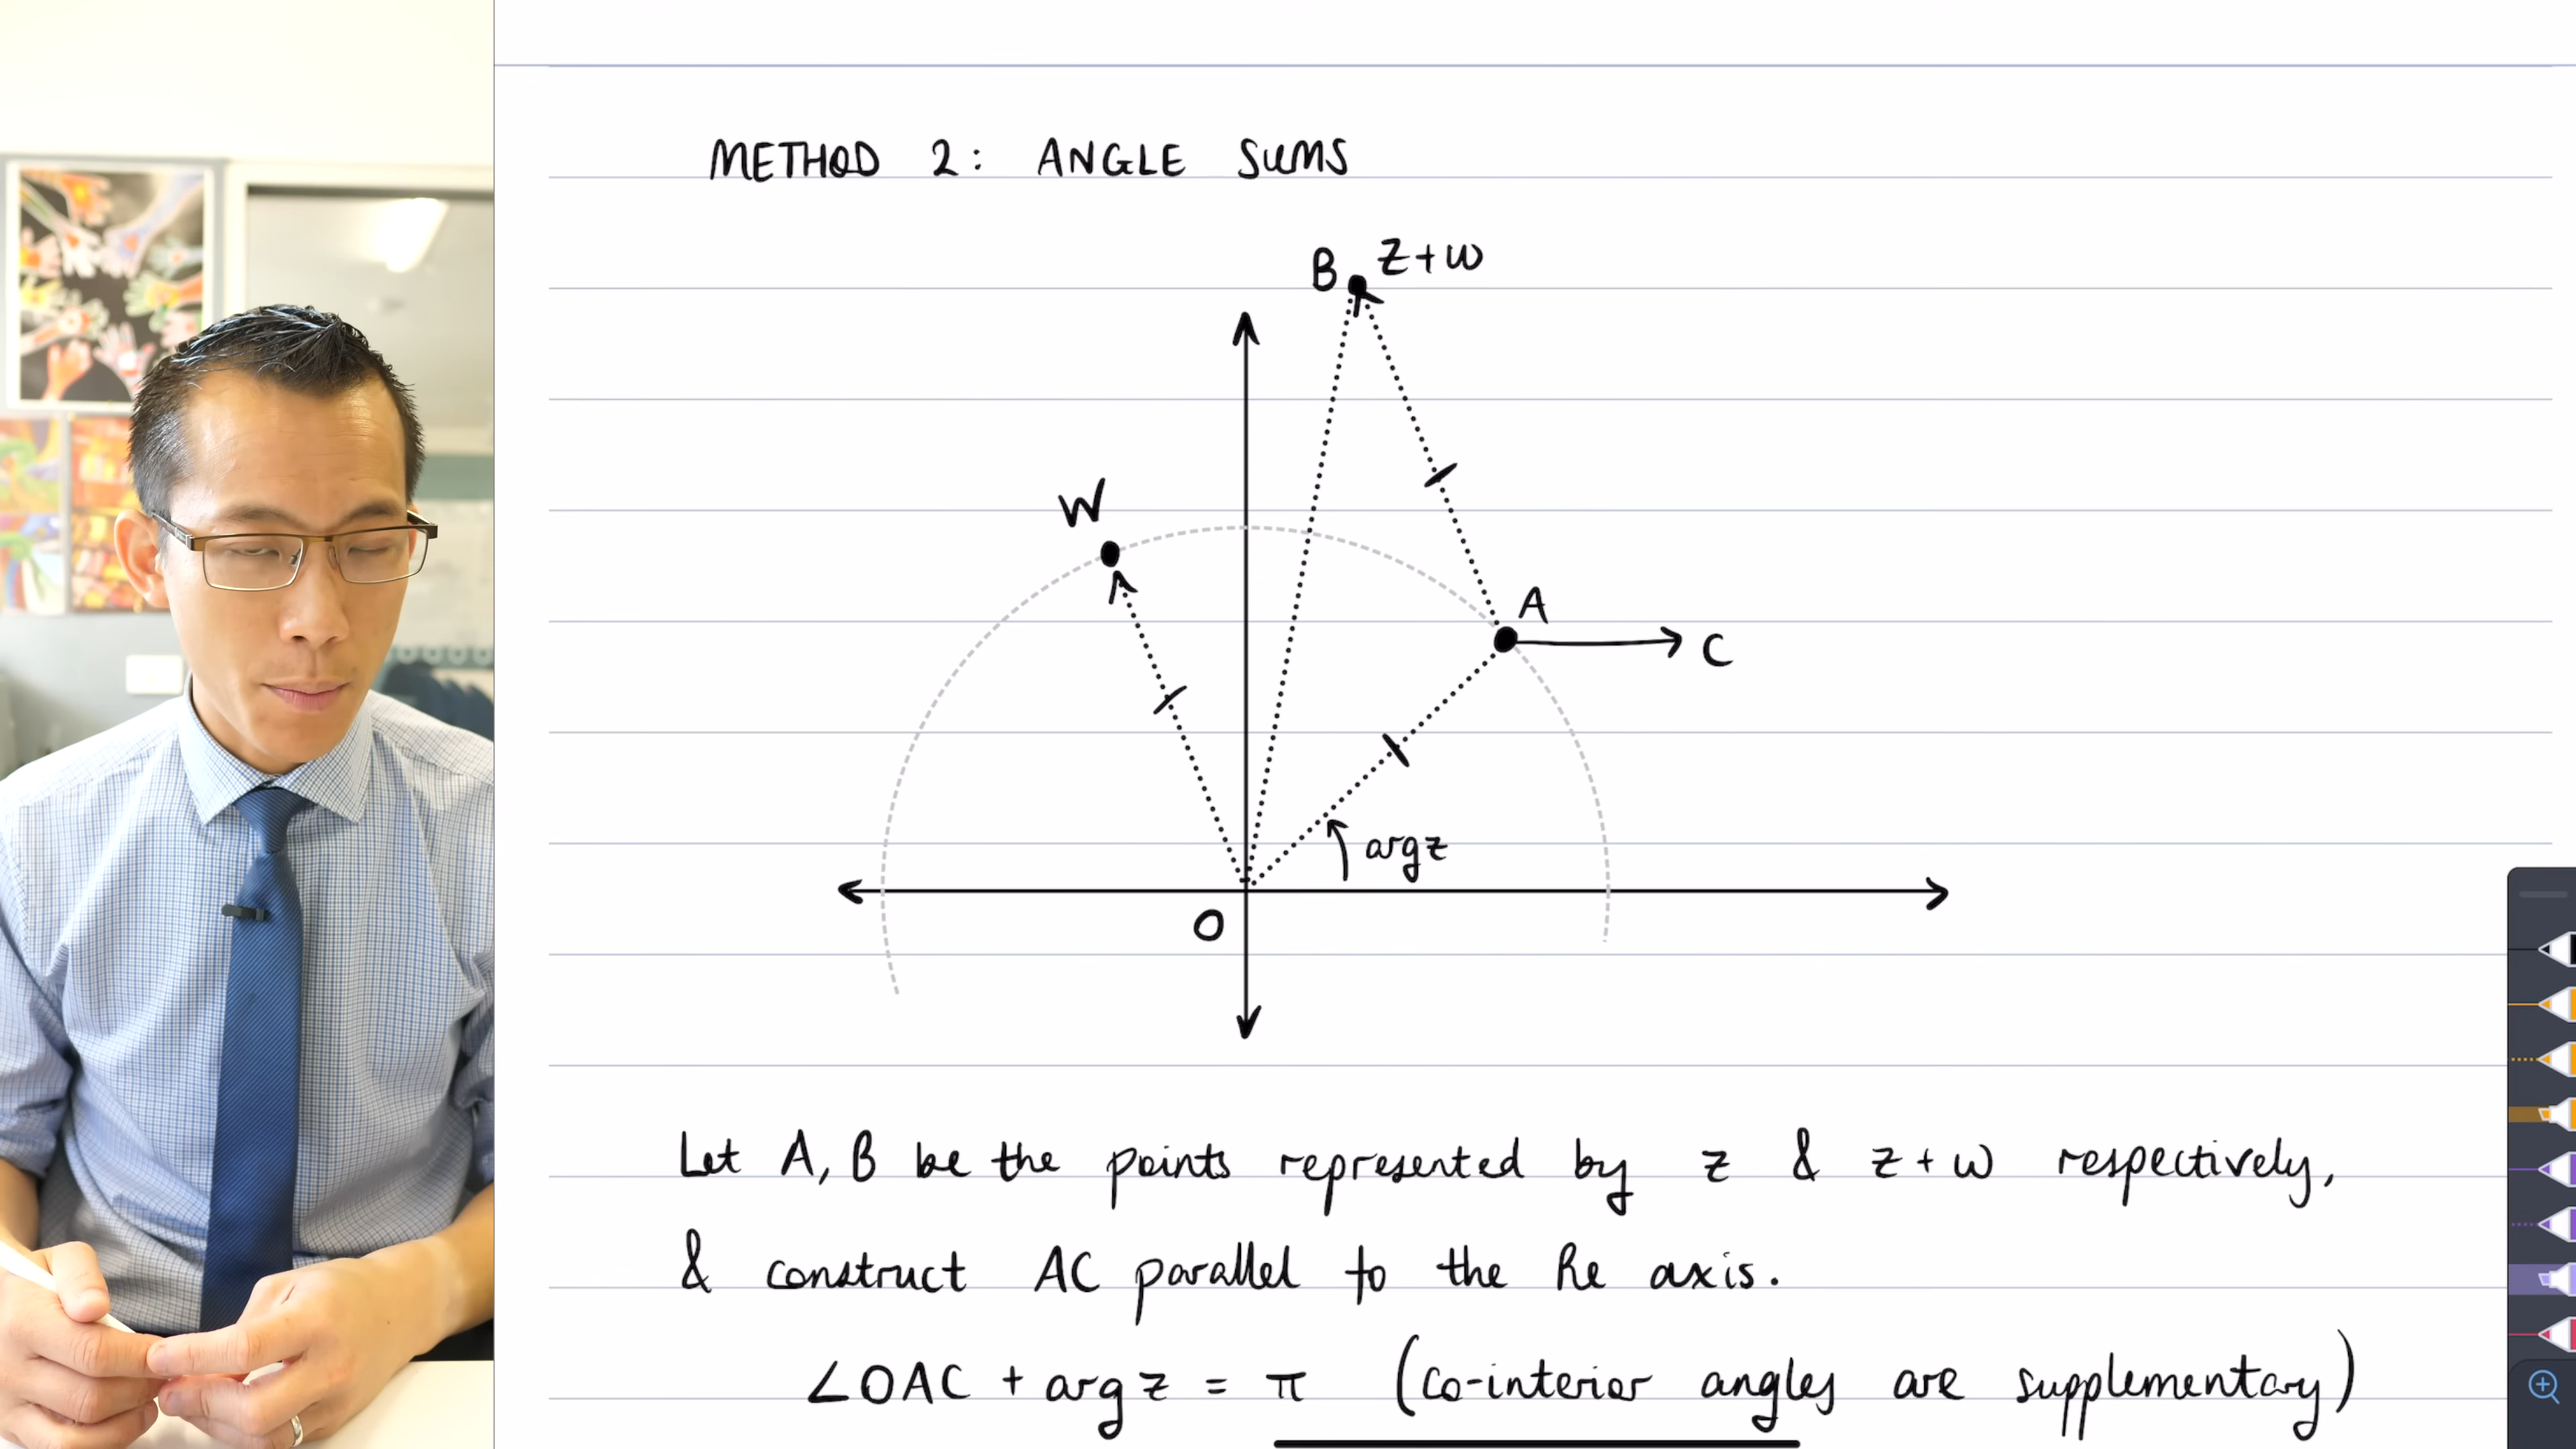 METHOD 2: ANGLE SUMS
B z+w
W
A
C
arg z
O
Let A, B be the points represented by z & z+w respectively,
& construct AC parallel to the Re axis.
∠OAC + arg z = π (co-interior angles are supplementary)